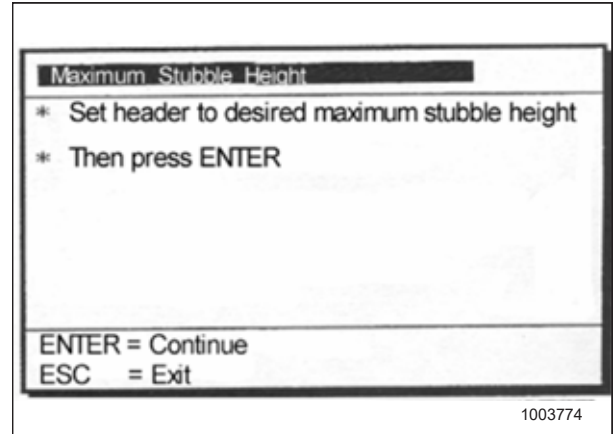 Maximum Stubble Height
* Set header to desired maximum stubble height
* Then press ENTER
ENTER = Continue
ESC = Exit
1003774